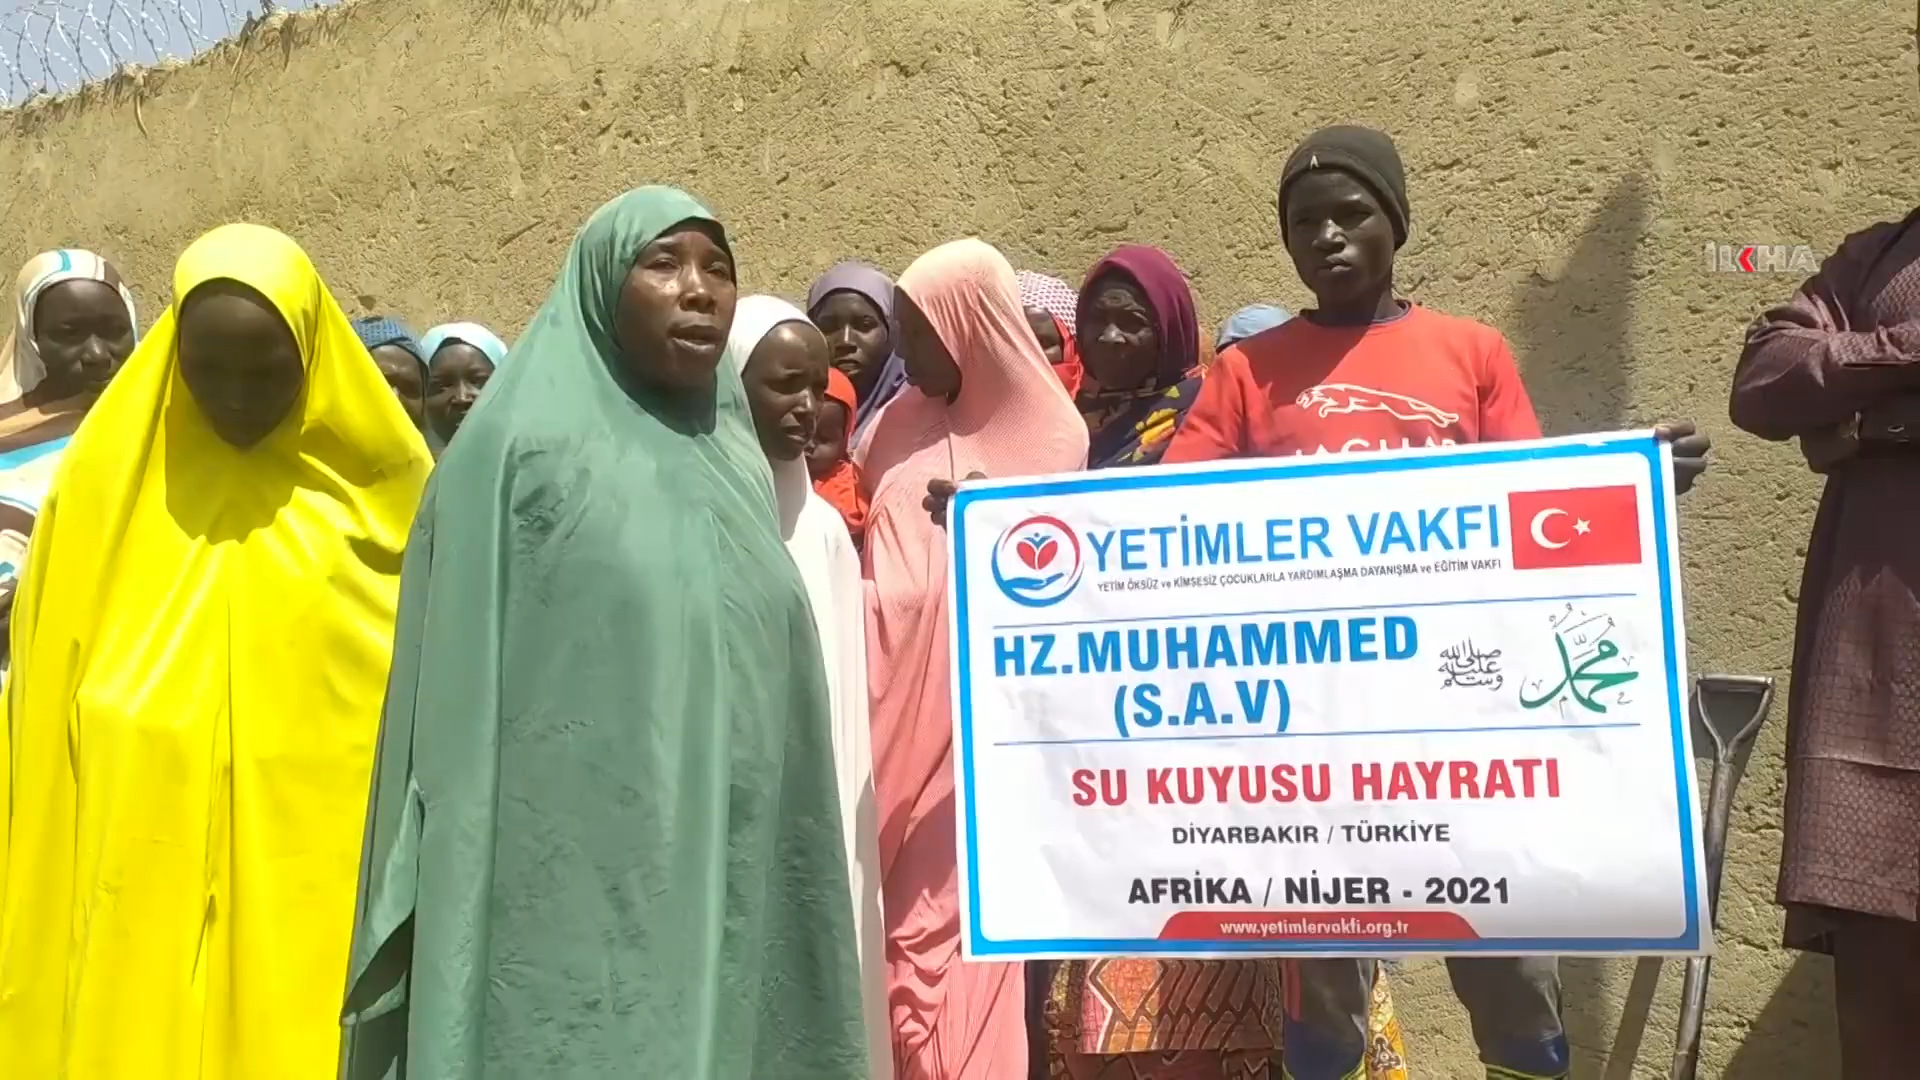 İLKHA
JAGUAR
YETİMLER VAKFI
YETİM ÖKSÜZ ve KİMSESİZ ÇOCUKLARLA YARDIMLAŞMA DAYANIŞMA ve EĞİTİM VAKFI
HZ.MUHAMMED
(S.A.V)
صلى الله عليه وسلم
محمد
SU KUYUSU HAYRATI
DİYARBAKIR / TÜRKİYE
AFRİKA / NİJER - 2021
www.yetimlervakfi.org.tr